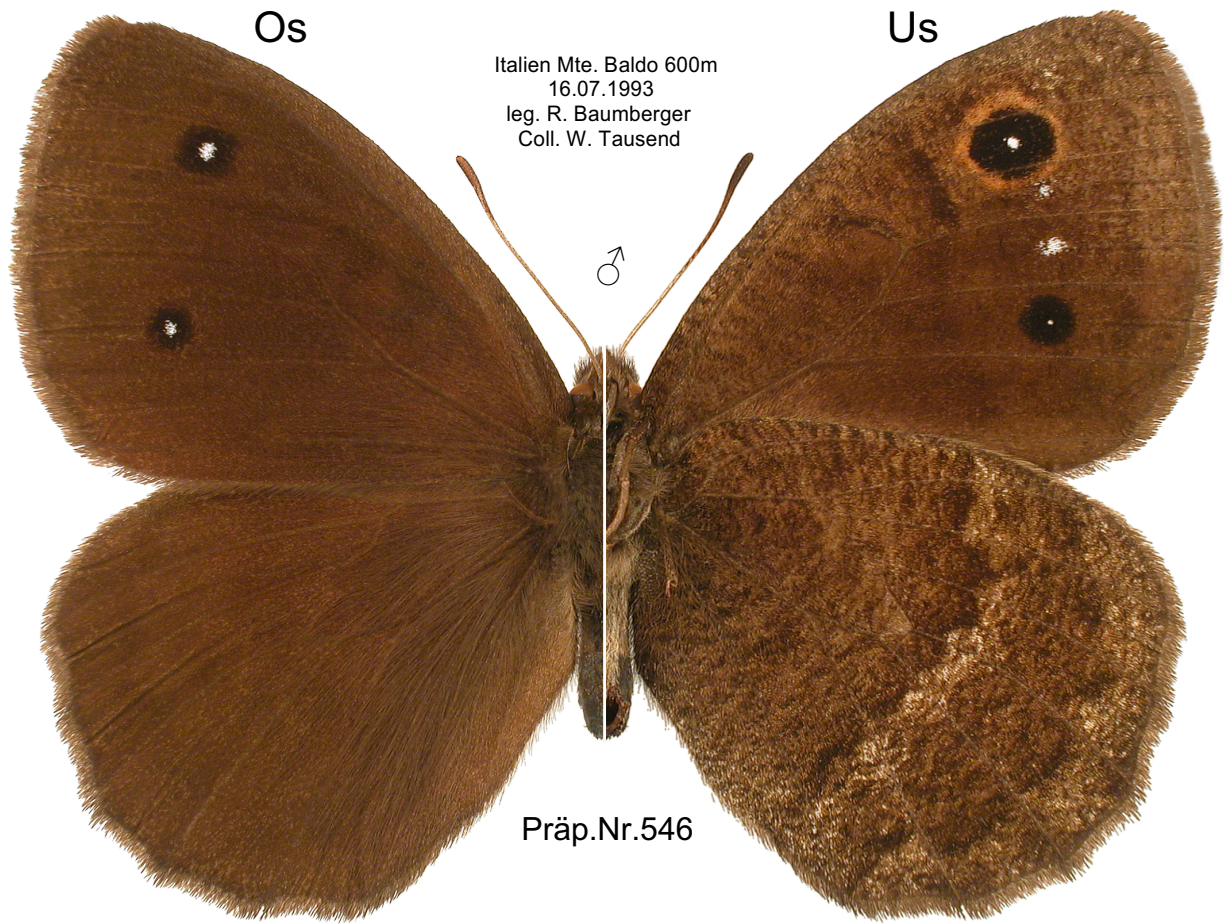 Os
Us
Italien Mte. Baldo 600m
16.07.1993
leg. R. Baumberger
Coll. W. Tausend
♂
Präp.Nr.546